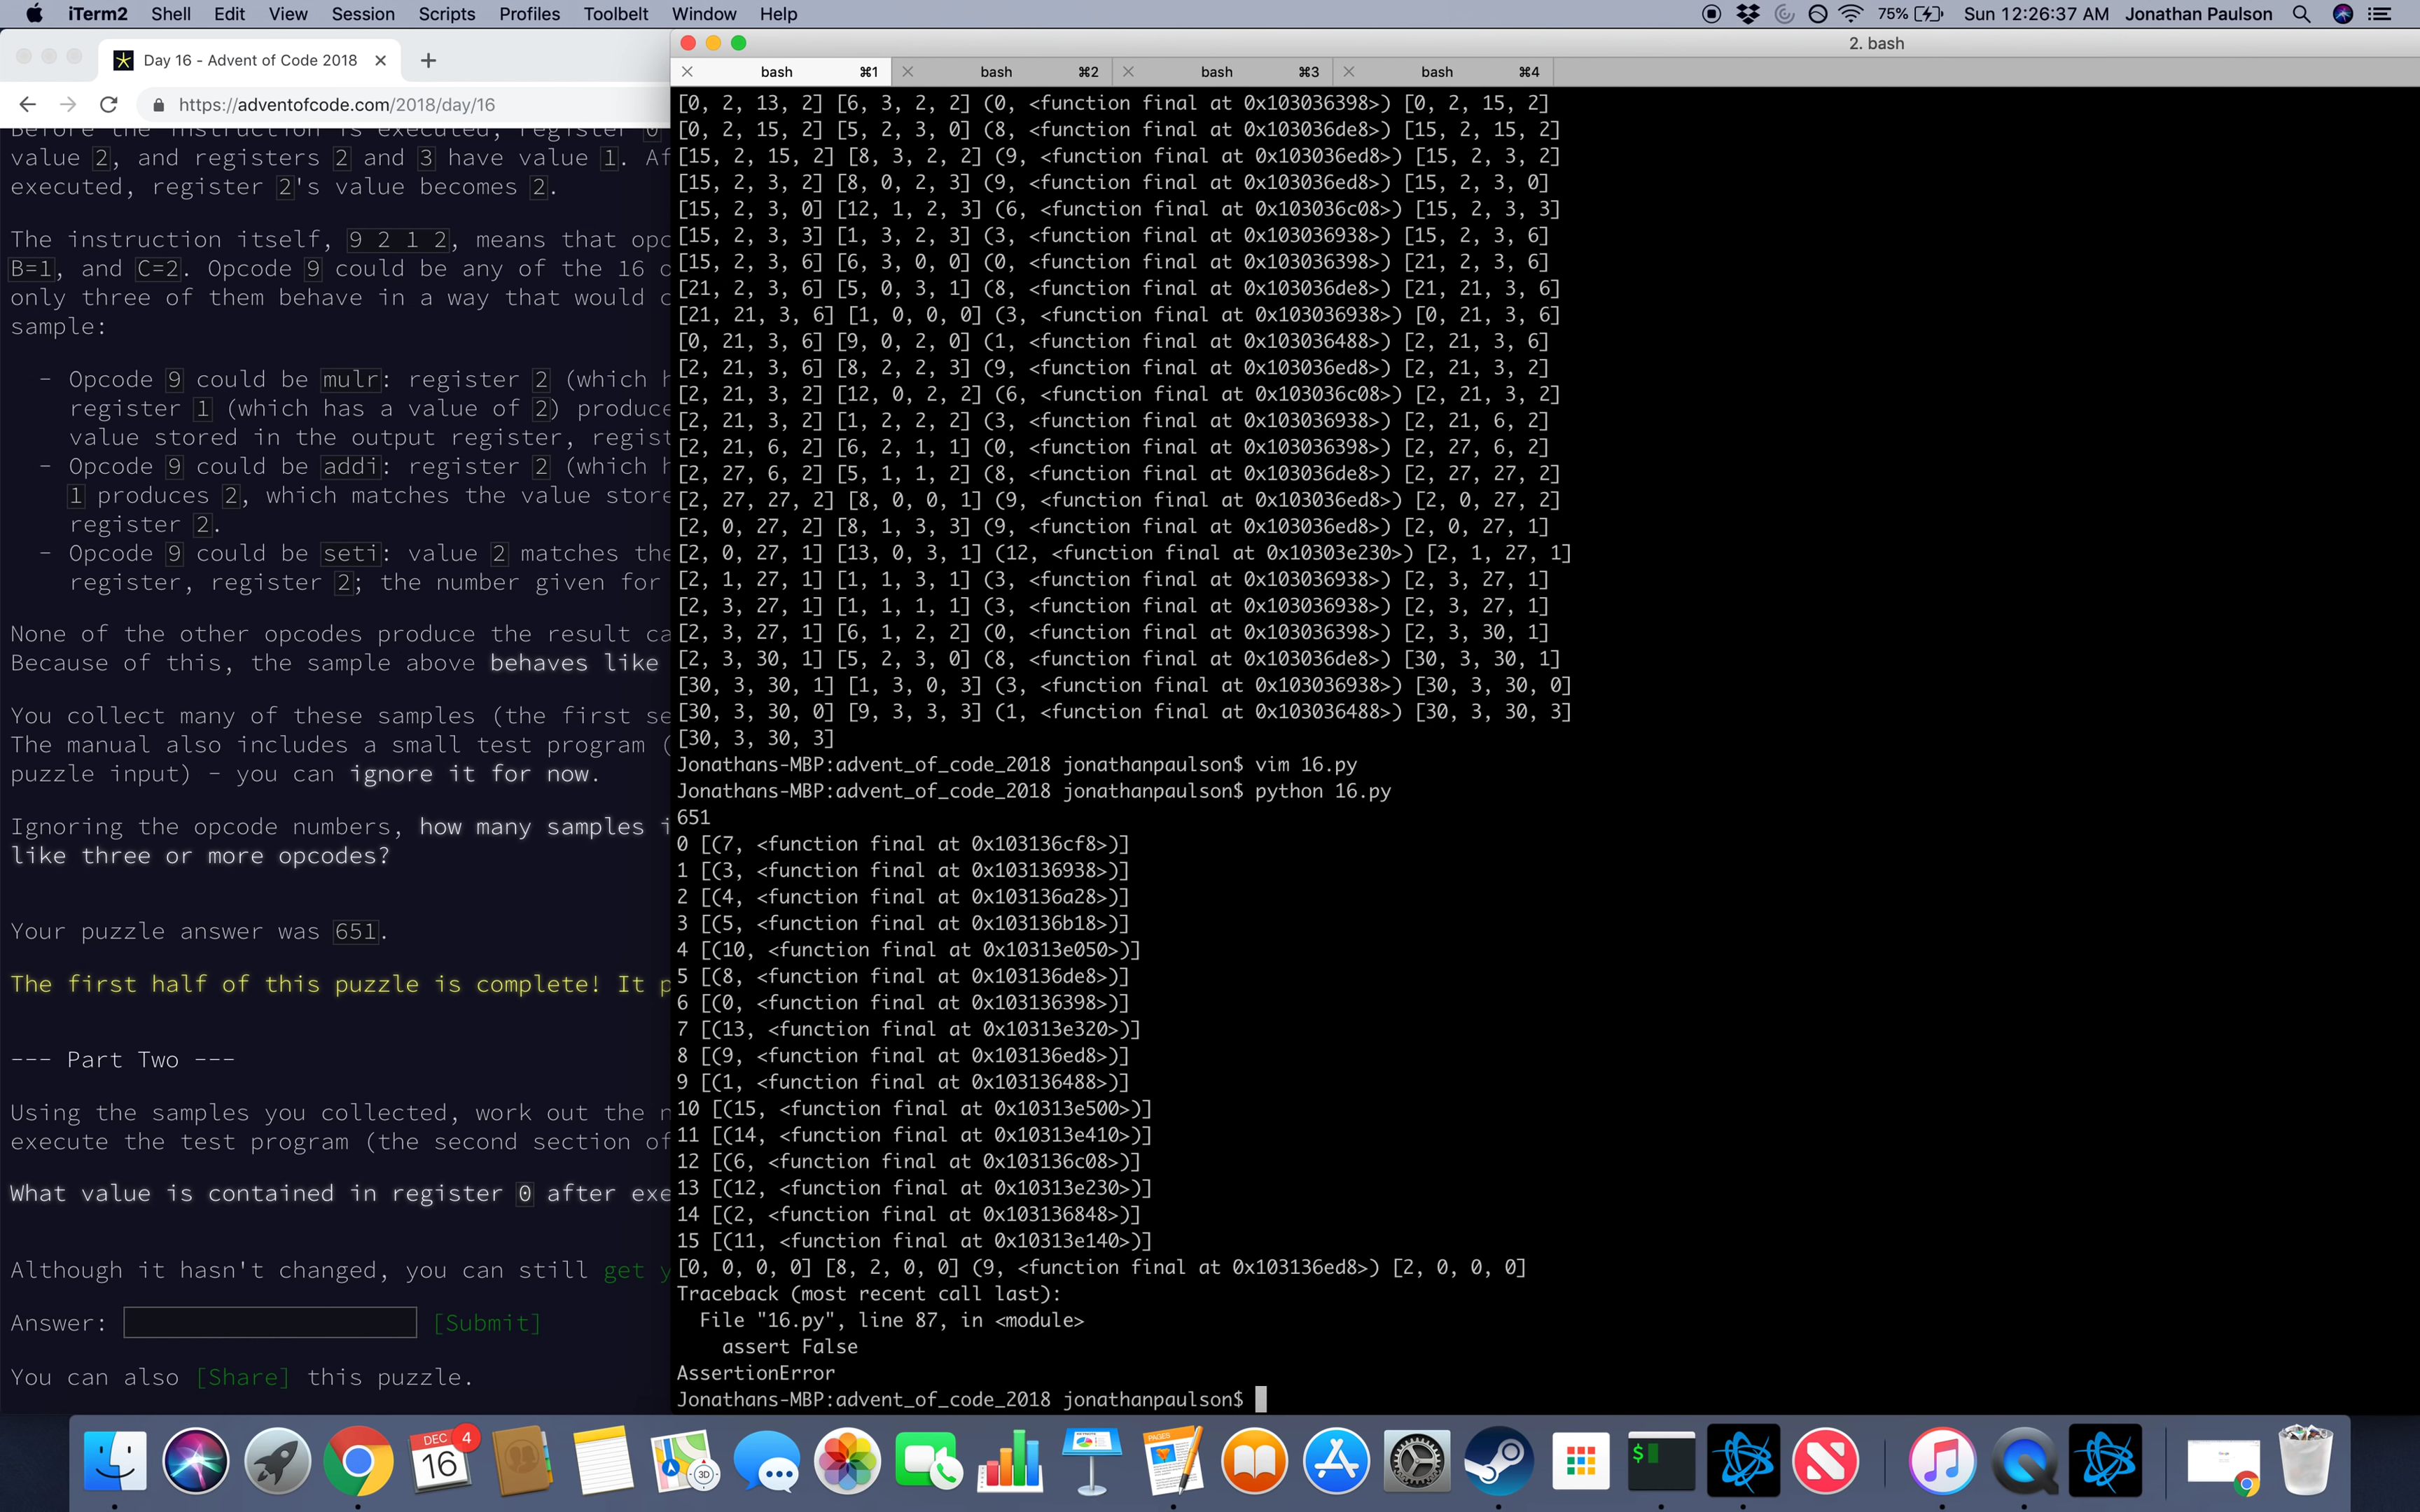 iTerm2 Shell Edit View Session Scripts Profiles Toolbelt Window Help 75% Sun 12:26:37 AM Jonathan Paulson
Day 16 - Advent of Code 2018
https://adventofcode.com/2018/day/16
Before the instruction is executed, register 0
value 2, and registers 2 and 3 have value 1. Af
executed, register 2's value becomes 2.
The instruction itself, 9 2 1 2, means that opc
B=1, and C=2. Opcode 9 could be any of the 16 o
only three of them behave in a way that would c
sample:
- Opcode 9 could be mulr: register 2 (which h
register 1 (which has a value of 2) produce
value stored in the output register, regist
- Opcode 9 could be addi: register 2 (which h
1 produces 2, which matches the value store
register 2.
- Opcode 9 could be seti: value 2 matches the
register, register 2; the number given for
None of the other opcodes produce the result ca
Because of this, the sample above behaves like
You collect many of these samples (the first se
The manual also includes a small test program (
puzzle input) - you can ignore it for now.
Ignoring the opcode numbers, how many samples i
like three or more opcodes?
Your puzzle answer was 651.
The first half of this puzzle is complete! It p
--- Part Two ---
Using the samples you collected, work out the n
execute the test program (the second section of
What value is contained in register 0 after exe
Although it hasn't changed, you can still get y
Answer: [Submit]
You can also [Share] this puzzle.
2. bash
bash ⌘1 bash ⌘2 bash ⌘3 bash ⌘4
[0, 2, 13, 2] [6, 3, 2, 2] (0, <function final at 0x103036398>) [0, 2, 15, 2]
[0, 2, 15, 2] [5, 2, 3, 0] (8, <function final at 0x103036de8>) [15, 2, 15, 2]
[15, 2, 15, 2] [8, 3, 2, 2] (9, <function final at 0x103036ed8>) [15, 2, 3, 2]
[15, 2, 3, 2] [8, 0, 2, 3] (9, <function final at 0x103036ed8>) [15, 2, 3, 0]
[15, 2, 3, 0] [12, 1, 2, 3] (6, <function final at 0x103036c08>) [15, 2, 3, 3]
[15, 2, 3, 3] [1, 3, 2, 3] (3, <function final at 0x103036938>) [15, 2, 3, 6]
[15, 2, 3, 6] [6, 3, 0, 0] (0, <function final at 0x103036398>) [21, 2, 3, 6]
[21, 2, 3, 6] [5, 0, 3, 1] (8, <function final at 0x103036de8>) [21, 21, 3, 6]
[21, 21, 3, 6] [1, 0, 0, 0] (3, <function final at 0x103036938>) [0, 21, 3, 6]
[0, 21, 3, 6] [9, 0, 2, 0] (1, <function final at 0x103036488>) [2, 21, 3, 6]
[2, 21, 3, 6] [8, 2, 2, 3] (9, <function final at 0x103036ed8>) [2, 21, 3, 2]
[2, 21, 3, 2] [12, 0, 2, 2] (6, <function final at 0x103036c08>) [2, 21, 3, 2]
[2, 21, 3, 2] [1, 2, 2, 2] (3, <function final at 0x103036938>) [2, 21, 6, 2]
[2, 21, 6, 2] [6, 2, 1, 1] (0, <function final at 0x103036398>) [2, 27, 6, 2]
[2, 27, 6, 2] [5, 1, 1, 2] (8, <function final at 0x103036de8>) [2, 27, 27, 2]
[2, 27, 27, 2] [8, 0, 0, 1] (9, <function final at 0x103036ed8>) [2, 0, 27, 2]
[2, 0, 27, 2] [8, 1, 3, 3] (9, <function final at 0x103036ed8>) [2, 0, 27, 1]
[2, 0, 27, 1] [13, 0, 3, 1] (12, <function final at 0x10303e230>) [2, 1, 27, 1]
[2, 1, 27, 1] [1, 1, 3, 1] (3, <function final at 0x103036938>) [2, 3, 27, 1]
[2, 3, 27, 1] [1, 1, 1, 1] (3, <function final at 0x103036938>) [2, 3, 27, 1]
[2, 3, 27, 1] [6, 1, 2, 2] (0, <function final at 0x103036398>) [2, 3, 30, 1]
[2, 3, 30, 1] [5, 2, 3, 0] (8, <function final at 0x103036de8>) [30, 3, 30, 1]
[30, 3, 30, 1] [1, 3, 0, 3] (3, <function final at 0x103036938>) [30, 3, 30, 0]
[30, 3, 30, 0] [9, 3, 3, 3] (1, <function final at 0x103036488>) [30, 3, 30, 3]
[30, 3, 30, 3]
Jonathans-MBP:advent_of_code_2018 jonathanpaulson$ vim 16.py
Jonathans-MBP:advent_of_code_2018 jonathanpaulson$ python 16.py
651
0 [(7, <function final at 0x103136cf8>)]
1 [(3, <function final at 0x103136938>)]
2 [(4, <function final at 0x103136a28>)]
3 [(5, <function final at 0x103136b18>)]
4 [(10, <function final at 0x10313e050>)]
5 [(8, <function final at 0x103136de8>)]
6 [(0, <function final at 0x103136398>)]
7 [(13, <function final at 0x10313e320>)]
8 [(9, <function final at 0x103136ed8>)]
9 [(1, <function final at 0x103136488>)]
10 [(15, <function final at 0x10313e500>)]
11 [(14, <function final at 0x10313e410>)]
12 [(6, <function final at 0x103136c08>)]
13 [(12, <function final at 0x10313e230>)]
14 [(2, <function final at 0x103136848>)]
15 [(11, <function final at 0x10313e140>)]
[0, 0, 0, 0] [8, 2, 0, 0] (9, <function final at 0x103136ed8>) [2, 0, 0, 0]
Traceback (most recent call last):
File "16.py", line 87, in <module>
assert False
AssertionError
Jonathans-MBP:advent_of_code_2018 jonathanpaulson$
DEC 4
16
3D
PAGES
$